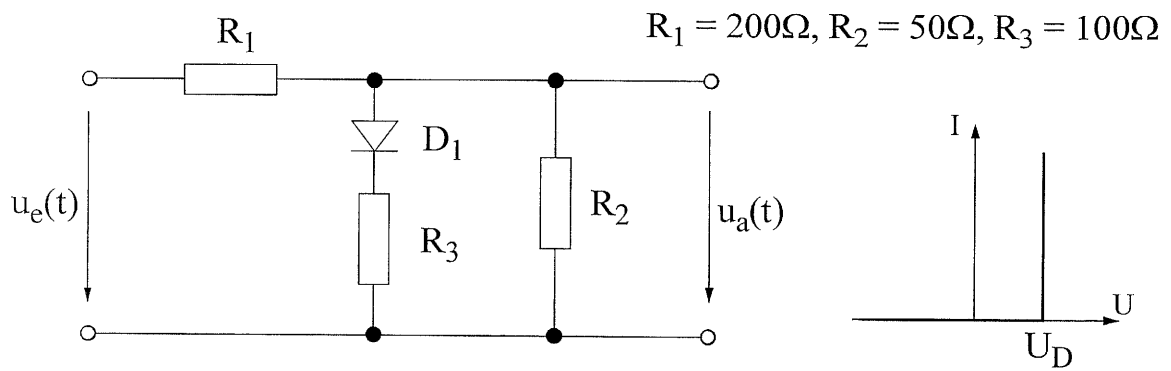 R₁ = 200Ω, R₂ = 50Ω, R₃ = 100Ω
R₁
D₁
R₃
R₂
uₑ(t)
uₐ(t)
I
U
U_D